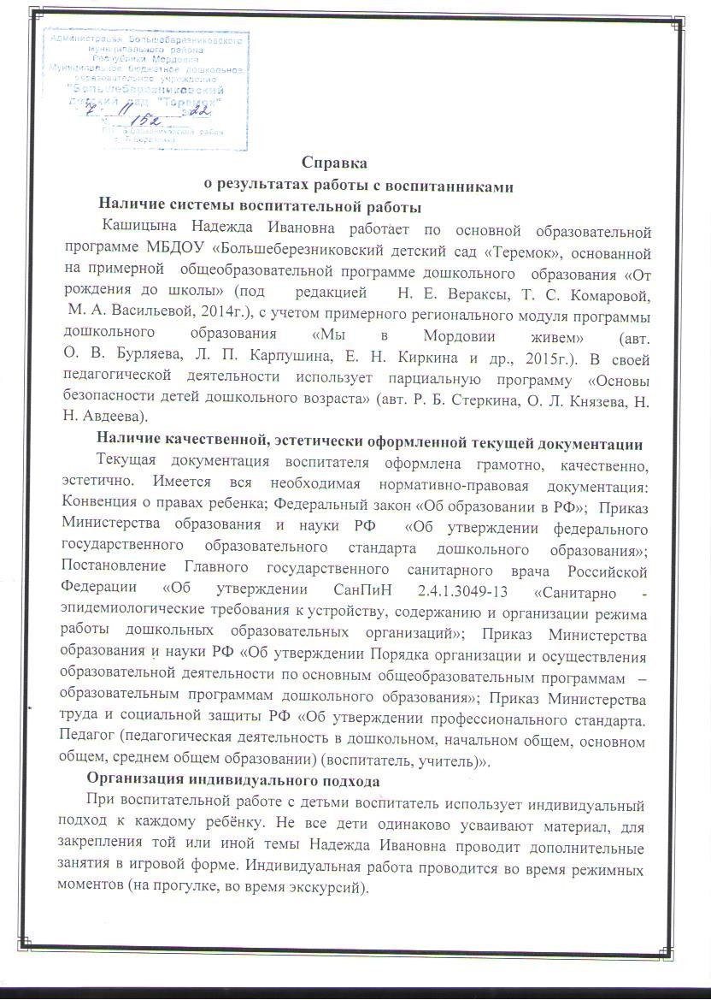 Администрация Большеберезниковского
муниципального района
Республики Мордовия
Муниципальное бюджетное дошкольное
образовательное учреждение
"Большеберезниковский
детский сад "Теремок"
7 11 2022
№ 152
Справка
о результатах работы с воспитанниками
Наличие системы воспитательной работы
Кашицына Надежда Ивановна работает по основной образовательной
программе МБДОУ «Большеберезниковский детский сад «Теремок», основанной
на примерной общеобразовательной программе дошкольного образования «От
рождения до школы» (под редакцией Н. Е. Вераксы, Т. С. Комаровой,
М. А. Васильевой, 2014г.), с учетом примерного регионального модуля программы
дошкольного образования «Мы в Мордовии живем» (авт.
О. В. Бурляева, Л. П. Карпушина, Е. Н. Киркина и др., 2015г.). В своей
педагогической деятельности использует парциальную программу «Основы
безопасности детей дошкольного возраста» (авт. Р. Б. Стеркина, О. Л. Князева, Н.
Н. Авдеева).
Наличие качественной, эстетически оформленной текущей документации
Текущая документация воспитателя оформлена грамотно, качественно,
эстетично. Имеется вся необходимая нормативно-правовая документация:
Конвенция о правах ребенка; Федеральный закон «Об образовании в РФ»; Приказ
Министерства образования и науки РФ «Об утверждении федерального
государственного образовательного стандарта дошкольного образования»;
Постановление Главного государственного санитарного врача Российской
Федерации «Об утверждении СанПиН 2.4.1.3049-13 «Санитарно -
эпидемиологические требования к устройству, содержанию и организации режима
работы дошкольных образовательных организаций»; Приказ Министерства
образования и науки РФ «Об утверждении Порядка организации и осуществления
образовательной деятельности по основным общеобразовательным программам –
образовательным программам дошкольного образования»; Приказ Министерства
труда и социальной защиты РФ «Об утверждении профессионального стандарта.
Педагог (педагогическая деятельность в дошкольном, начальном общем, основном
общем, среднем общем образовании) (воспитатель, учитель)».
Организация индивидуального подхода
При воспитательной работе с детьми воспитатель использует индивидуальный
подход к каждому ребёнку. Не все дети одинаково усваивают материал, для
закрепления той или иной темы Надежда Ивановна проводит дополнительные
занятия в игровой форме. Индивидуальная работа проводится во время режимных
моментов (на прогулке, во время экскурсий).